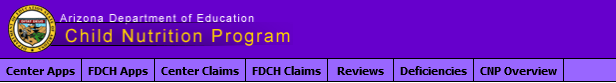 Arizona Department of Education
Child Nutrition Program
Center Apps FDCH Apps Center Claims FDCH Claims Reviews Deficiencies CNP Overview